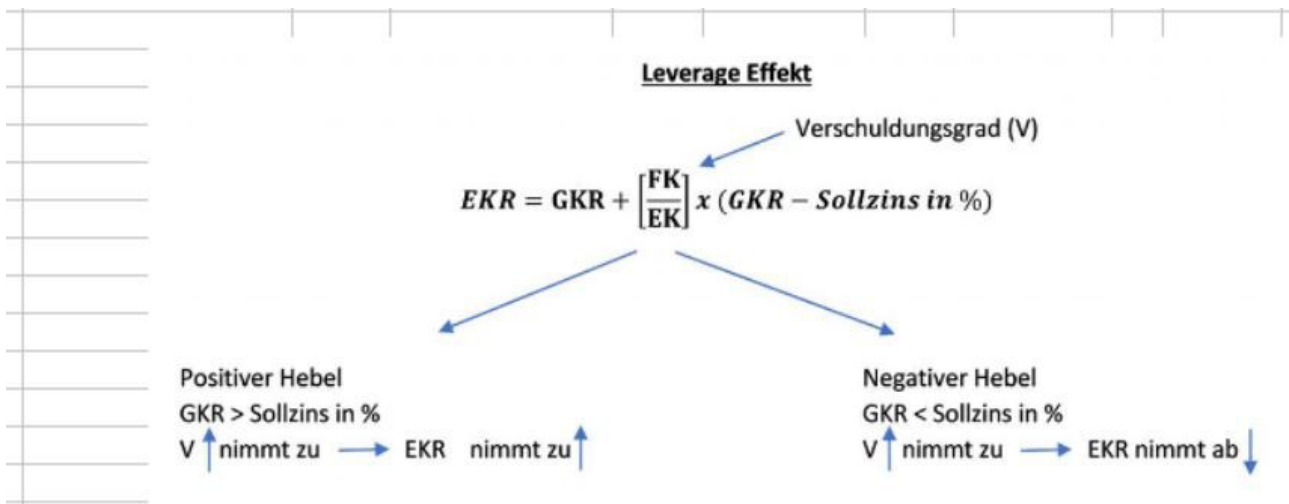 Leverage Effekt
Verschuldungsgrad (V)
EKR = GKR + [FK/EK] x (GKR − Sollzins in %)
Positiver Hebel
GKR > Sollzins in %
V ↑ nimmt zu → EKR nimmt zu ↑
Negativer Hebel
GKR < Sollzins in %
V ↑ nimmt zu → EKR nimmt ab ↓